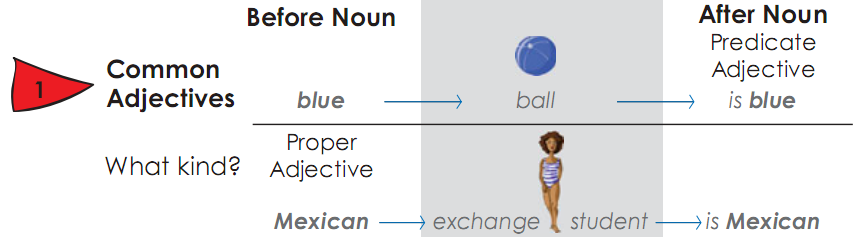 Before Noun
After Noun
Predicate
Adjective
1
Common
Adjectives
blue
ball
is blue
What kind?
Proper
Adjective
Mexican
exchange student
is Mexican